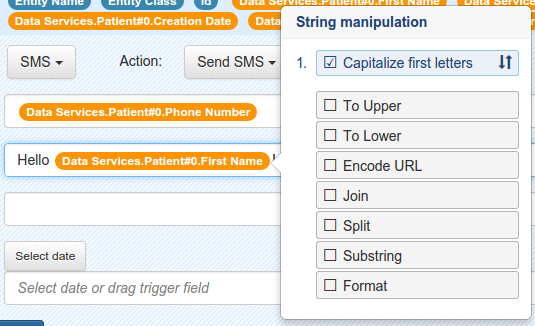 Entity Name Entity Class Id Data Services.Patient#0.First Name
Data Services.Patient#0.Creation Date
SMS Action: Send SMS
Data Services.Patient#0.Phone Number
Hello Data Services.Patient#0.First Name
Select date
Select date or drag trigger field
String manipulation
1. Capitalize first letters
To Upper
To Lower
Encode URL
Join
Split
Substring
Format